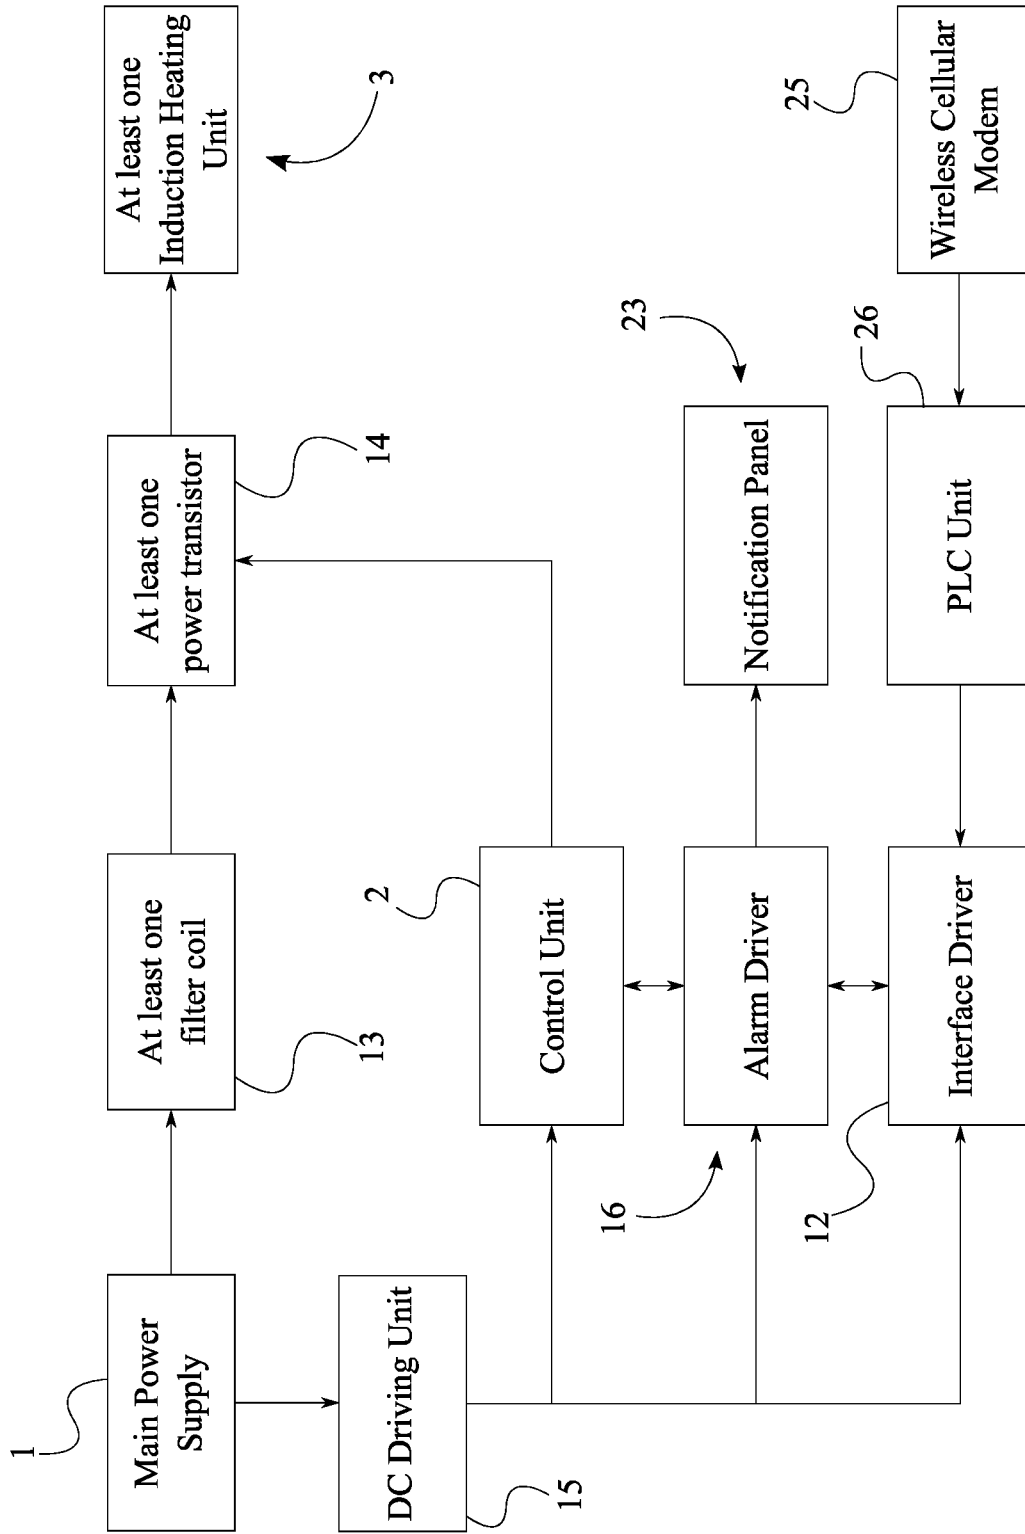 1
Main Power
Supply
At least one
filter coil
13
At least one
power transistor
14
At least one
Induction Heating
Unit
3
DC Driving Unit
15
Control Unit
2
16
Alarm Driver
Notification Panel
23
12
Interface Driver
PLC Unit
26
Wireless Cellular
Modem
25